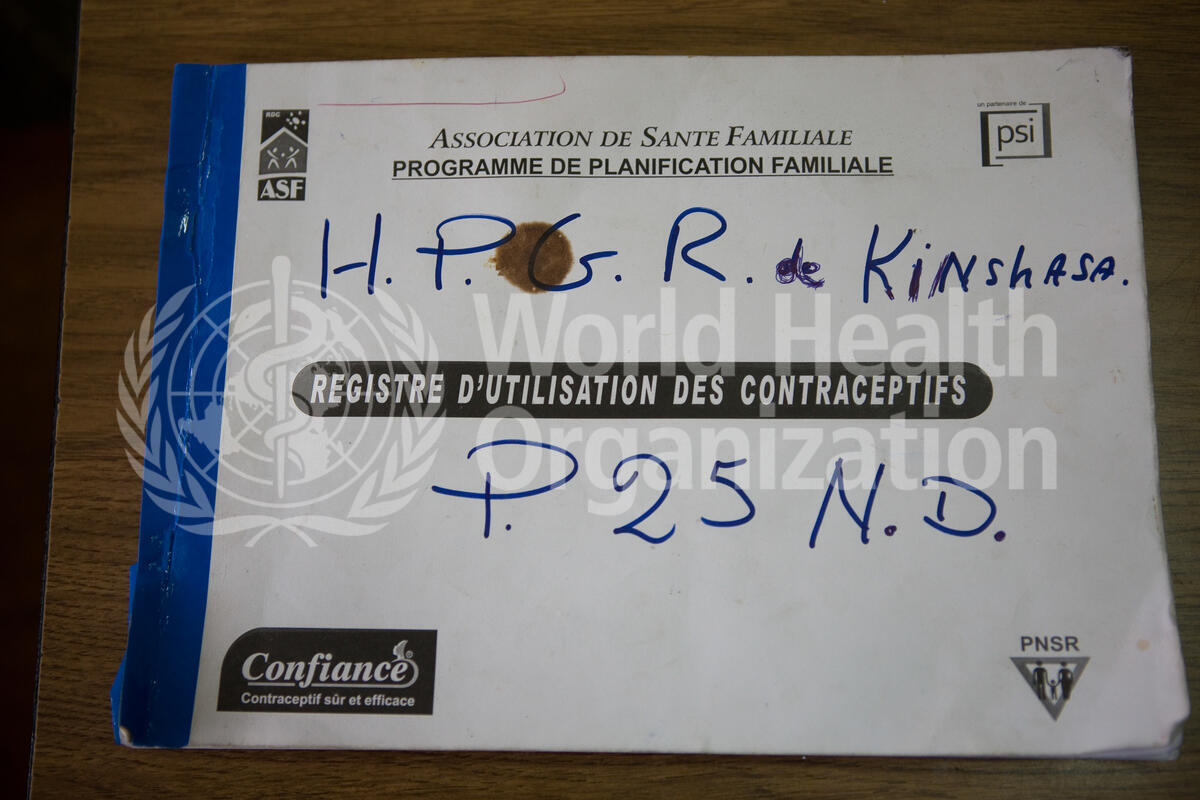 RDG
ASF
ASSOCIATION DE SANTE FAMILIALE
PROGRAMME DE PLANIFICATION FAMILIALE
un partenaire de
psi
H.P.G.R. de KiNShASA.
World Health
Organization
REGISTRE D'UTILISATION DES CONTRACEPTIFS
P. 25 N.D.
Confiance®
Contraceptif sûr et efficace
PNSR